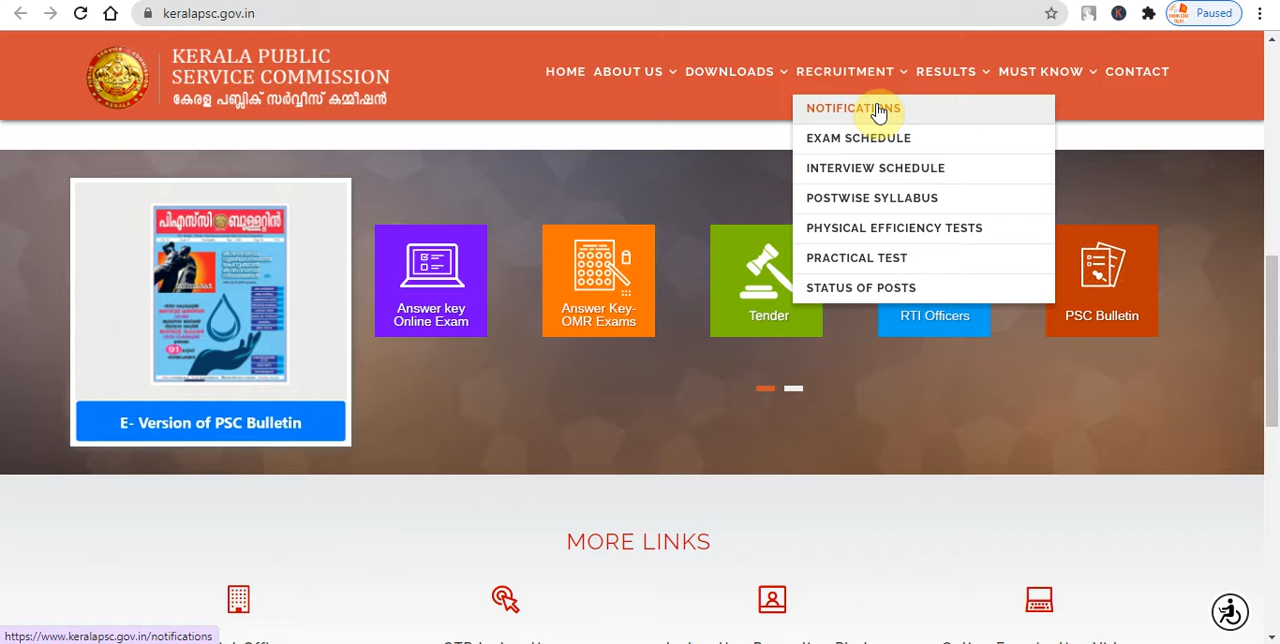 keralapsc.gov.in
Paused
KERALA PUBLIC
SERVICE COMMISSION
കേരള പബ്ലിക് സർവ്വീസ് കമ്മീഷൻ
HOME ABOUT US DOWNLOADS RECRUITMENT RESULTS MUST KNOW CONTACT
NOTIFICATIONS
EXAM SCHEDULE
INTERVIEW SCHEDULE
POSTWISE SYLLABUS
PHYSICAL EFFICIENCY TESTS
PRACTICAL TEST
STATUS OF POSTS
പിഎസ്‌സി ബുള്ളറ്റിൻ
91
E- Version of PSC Bulletin
Answer key
Online Exam
Answer Key-
OMR Exams
Tender
RTI Officers
PSC Bulletin
MORE LINKS
https://www.keralapsc.gov.in/notifications